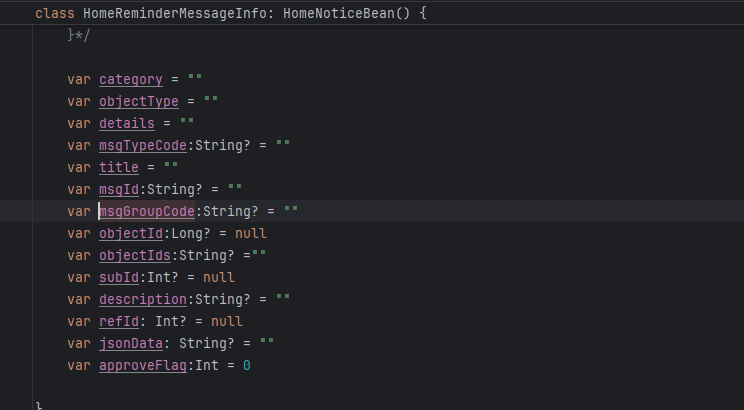 class HomeReminderMessageInfo: HomeNoticeBean() {
}*/
var category = ""
var objectType = ""
var details = ""
var msgTypeCode:String? = ""
var title = ""
var msgId:String? = ""
var msgGroupCode:String? = ""
var objectId:Long? = null
var objectIds:String? =""
var subId:Int? = null
var description:String? = ""
var refId: Int? = null
var jsonData: String? = ""
var approveFlag:Int = 0
}